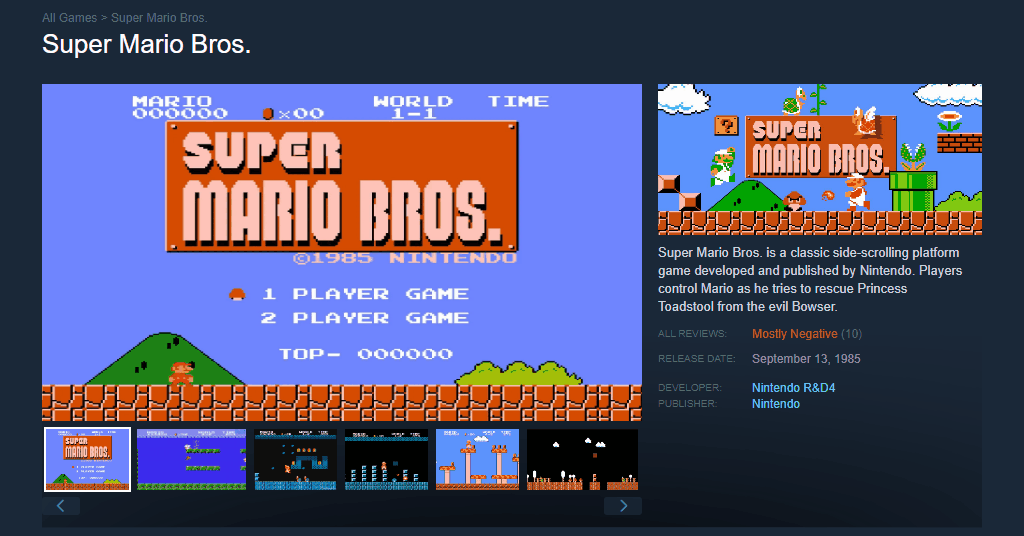 All Games > Super Mario Bros.
Super Mario Bros.
MARIO WORLD TIME
000000 ×00 1-1
SUPER
MARIO BROS.
©1985 NINTENDO
1 PLAYER GAME
2 PLAYER GAME
TOP- 000000
SUPER
MARIO BROS.
Super Mario Bros. is a classic side-scrolling platform
game developed and published by Nintendo. Players
control Mario as he tries to rescue Princess
Toadstool from the evil Bowser.
ALL REVIEWS: Mostly Negative (10)
RELEASE DATE: September 13, 1985
DEVELOPER: Nintendo R&D4
PUBLISHER: Nintendo
SUPER
MARIO BROS.